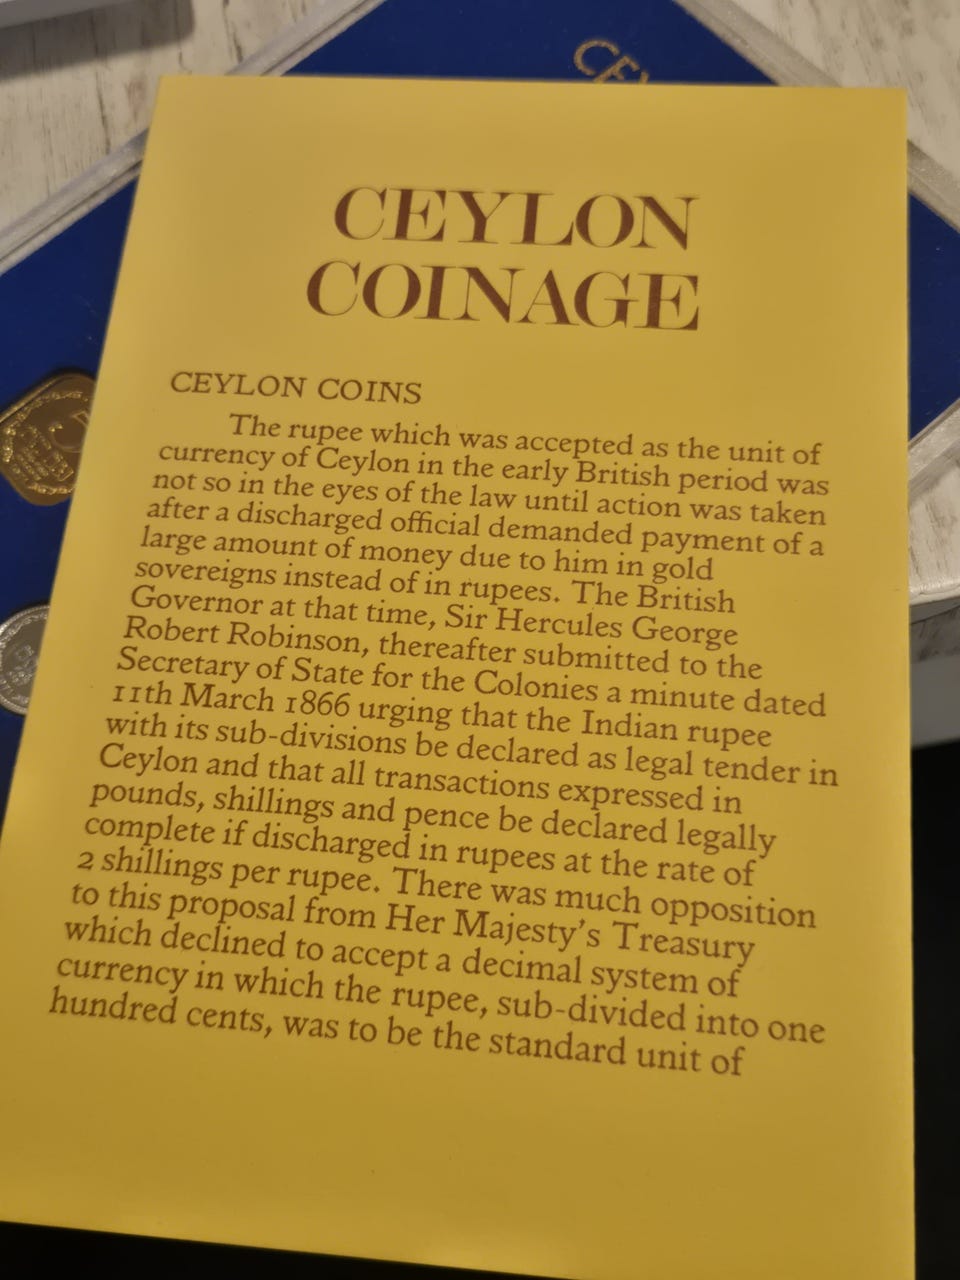 CEYLON
COINAGE
CEYLON COINS
The rupee which was accepted as the unit of
currency of Ceylon in the early British period was
not so in the eyes of the law until action was taken
after a discharged official demanded payment of a
large amount of money due to him in gold
sovereigns instead of in rupees. The British
Governor at that time, Sir Hercules George
Robert Robinson, thereafter submitted to the
Secretary of State for the Colonies a minute dated
11th March 1866 urging that the Indian rupee
with its sub-divisions be declared as legal tender in
Ceylon and that all transactions expressed in
pounds, shillings and pence be declared legally
complete if discharged in rupees at the rate of
2 shillings per rupee. There was much opposition
to this proposal from Her Majesty's Treasury
which declined to accept a decimal system of
currency in which the rupee, sub-divided into one
hundred cents, was to be the standard unit of